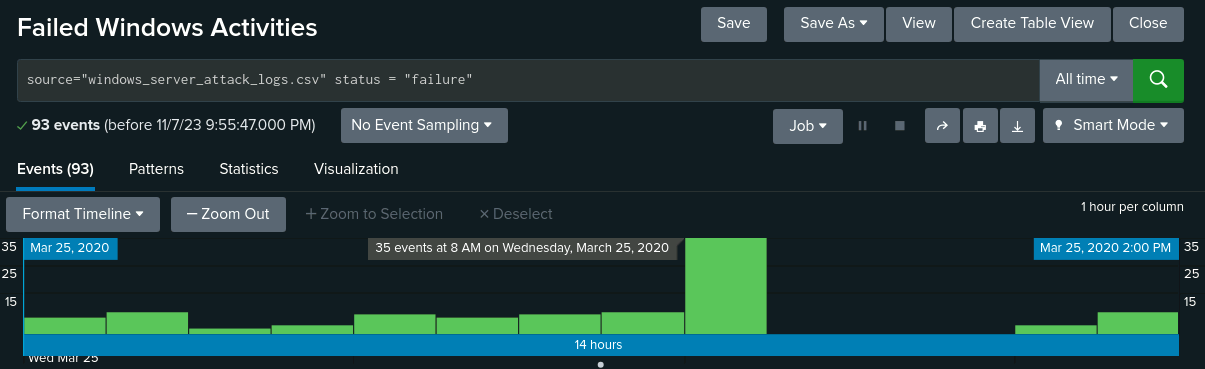 Failed Windows Activities
Save Save As View Create Table View Close
source="windows_server_attack_logs.csv" status = "failure"
All time
93 events (before 11/7/23 9:55:47.000 PM)
No Event Sampling
Job
Smart Mode
Events (93) Patterns Statistics Visualization
Format Timeline — Zoom Out + Zoom to Selection × Deselect
1 hour per column
35 Mar 25, 2020 35 events at 8 AM on Wednesday, March 25, 2020 Mar 25, 2020 2:00 PM 35
25 25
15 15
14 hours
Wed Mar 25